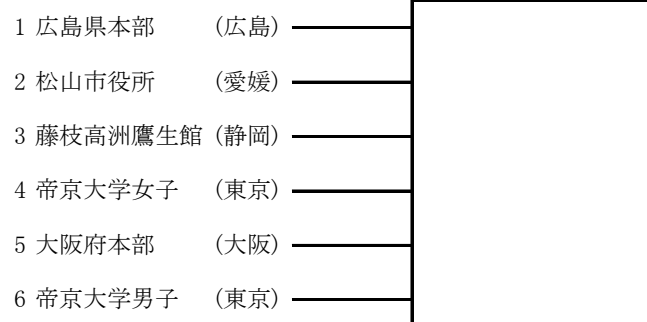 1 広島県本部 (広島)
2 松山市役所 (愛媛)
3 藤枝高洲鷹生館 (静岡)
4 帝京大学女子 (東京)
5 大阪府本部 (大阪)
6 帝京大学男子 (東京)